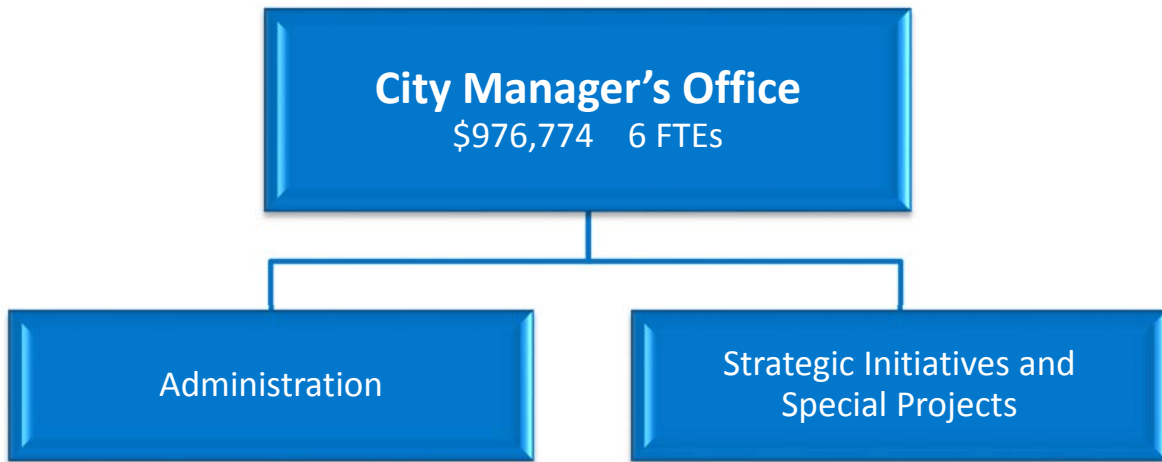 City Manager’s Office
$976,774 6 FTEs
Administration
Strategic Initiatives and
Special Projects